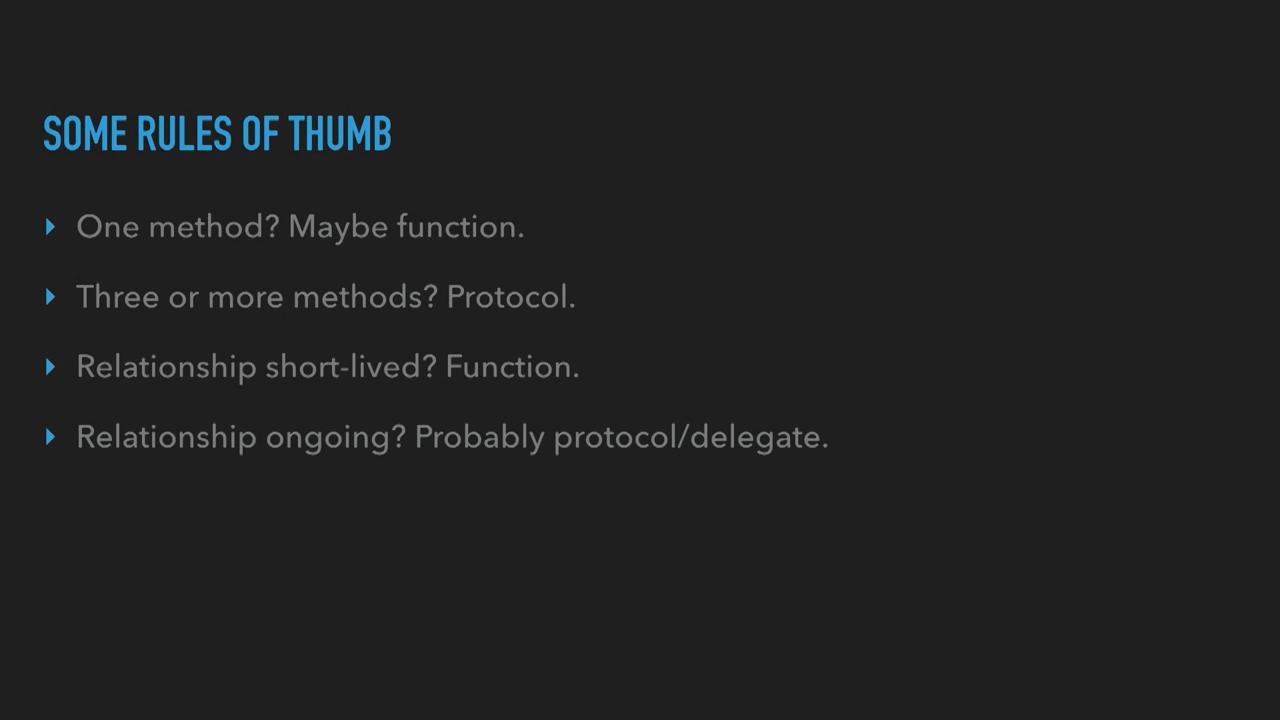 SOME RULES OF THUMB
One method? Maybe function.
Three or more methods? Protocol.
Relationship short-lived? Function.
Relationship ongoing? Probably protocol/delegate.